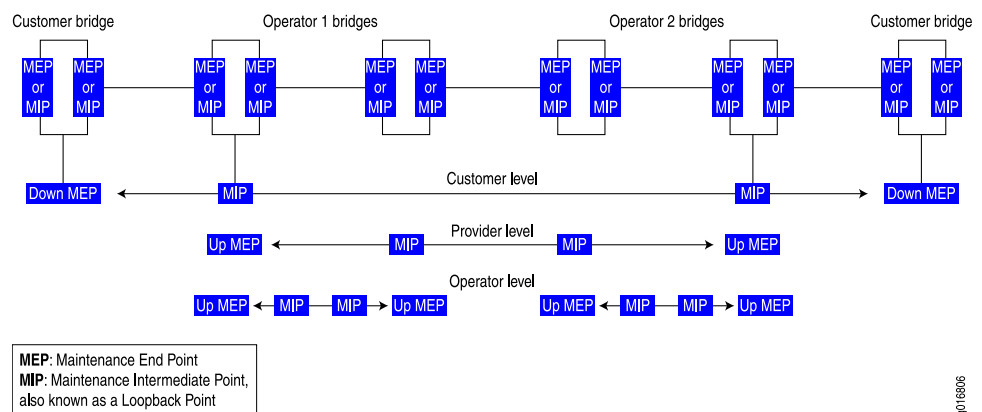 Customer bridge Operator 1 bridges Operator 2 bridges Customer bridge
MEP MEP MEP MEP MEP MEP MEP MEP MEP MEP MEP MEP
or or or or or or or or or or or or
MIP MIP MIP MIP MIP MIP MIP MIP MIP MIP MIP MIP
Customer level
Down MEP MIP MIP Down MEP
Provider level
Up MEP MIP MIP Up MEP
Operator level
Up MEP MIP MIP Up MEP Up MEP MIP MIP Up MEP
MEP: Maintenance End Point
MIP: Maintenance Intermediate Point,
also known as a Loopback Point
g016806